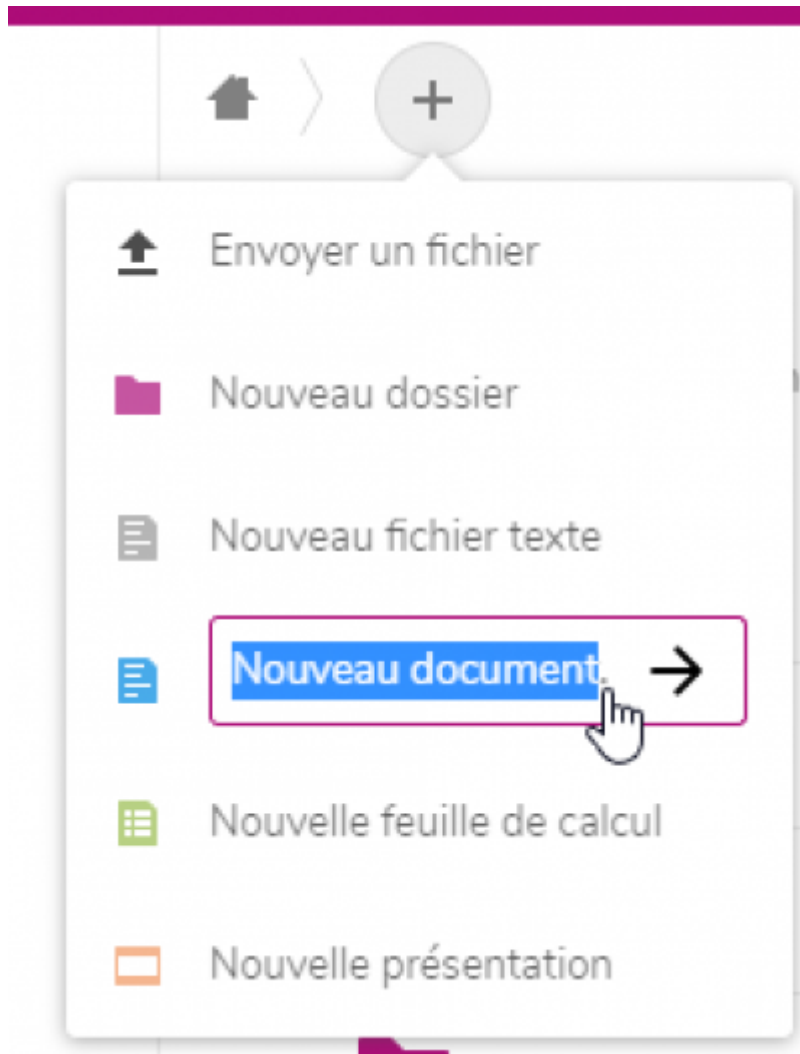 Envoyer un fichier
Nouveau dossier
Nouveau fichier texte
Nouveau document.
Nouvelle feuille de calcul
Nouvelle présentation